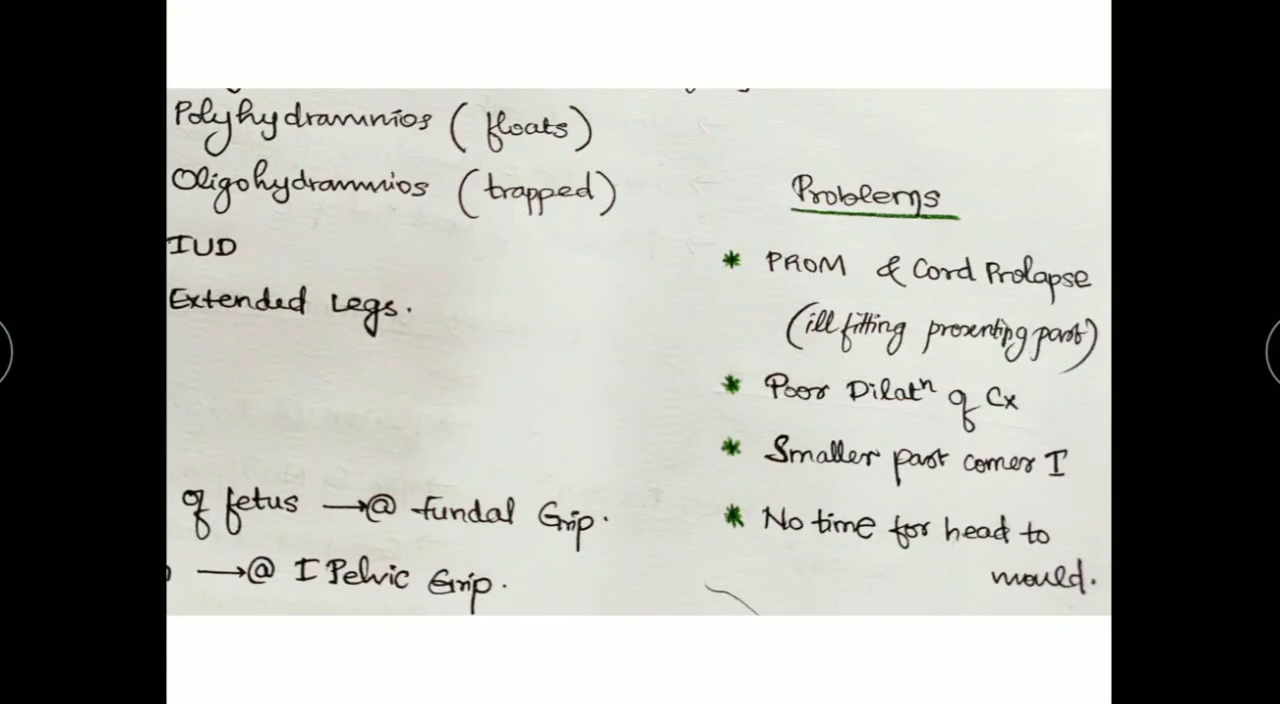 Polyhydramnios (floats)
Oligohydramnios (trapped)
IUD
Extended Legs.
of fetus →@ fundal Grip.
→@ I Pelvic Grip.
Problems
* PROM & Cord Prolapse
(ill fitting presenting part)
* Poor Dilatⁿ of Cx
* Smaller part comes I
* No time for head to
mould.